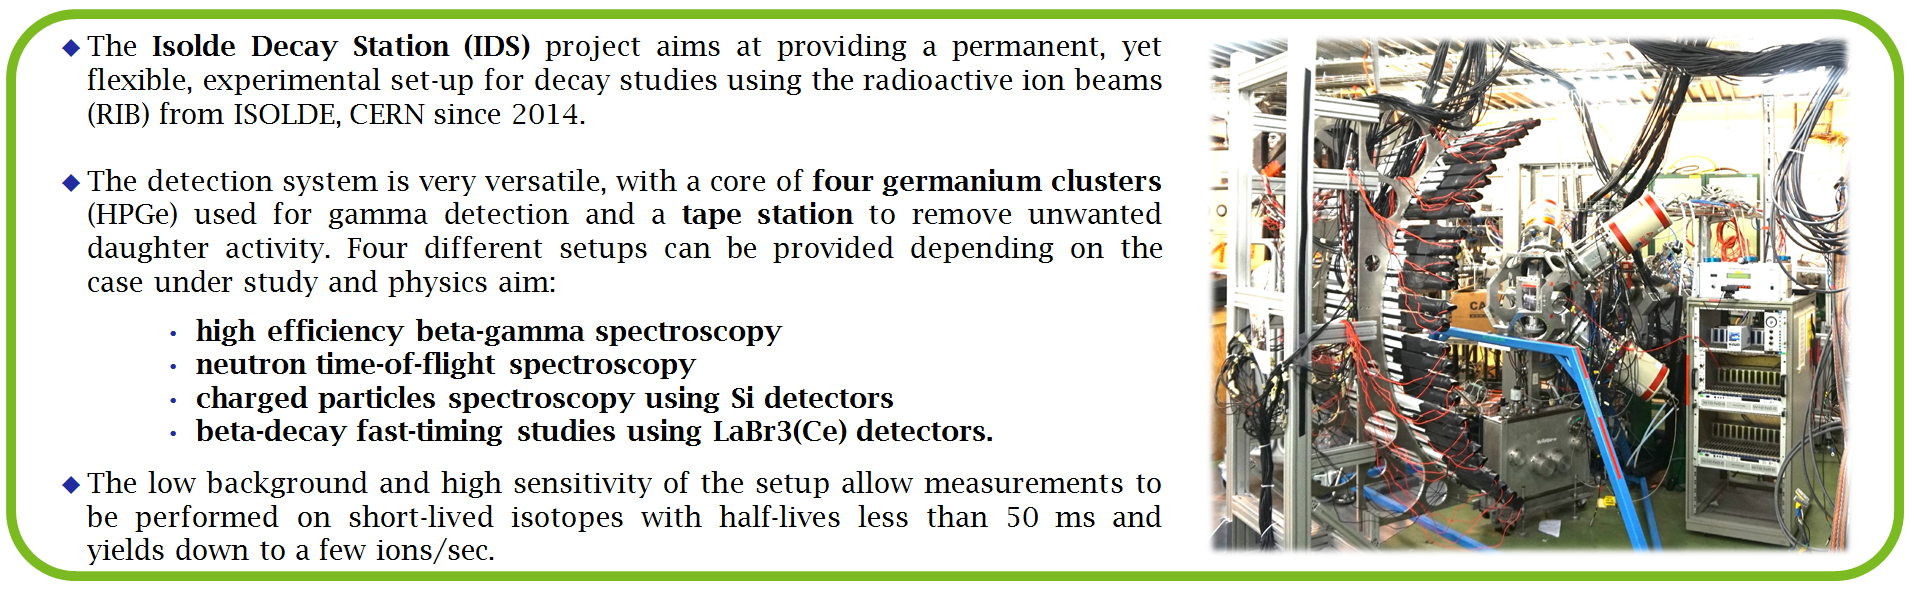 ◆ The Isolde Decay Station (IDS) project aims at providing a permanent, yet
flexible, experimental set-up for decay studies using the radioactive ion beams
(RIB) from ISOLDE, CERN since 2014.
◆ The detection system is very versatile, with a core of four germanium clusters
(HPGe) used for gamma detection and a tape station to remove unwanted
daughter activity. Four different setups can be provided depending on the
case under study and physics aim:
• high efficiency beta-gamma spectroscopy
• neutron time-of-flight spectroscopy
• charged particles spectroscopy using Si detectors
• beta-decay fast-timing studies using LaBr3(Ce) detectors.
◆ The low background and high sensitivity of the setup allow measurements to
be performed on short-lived isotopes with half-lives less than 50 ms and
yields down to a few ions/sec.